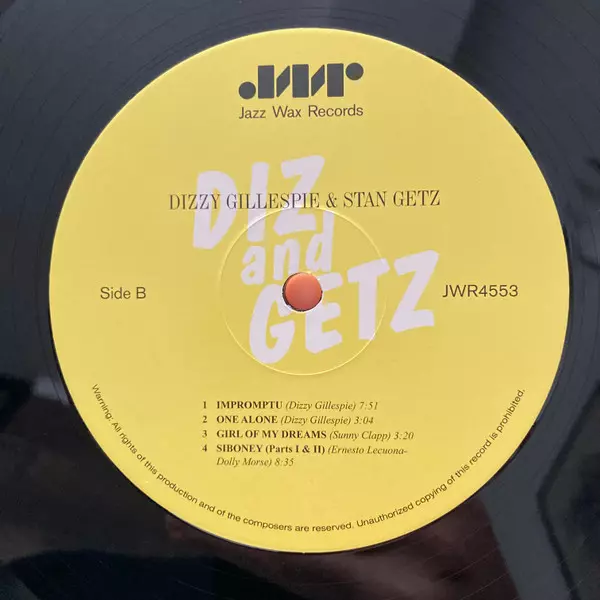 JWR
Jazz Wax Records
DIZ
DIZZY GILLESPIE & STAN GETZ
and
Side B
JWR4553
GETZ
1 IMPROMPTU (Dizzy Gillespie) 7:51
2 ONE ALONE (Dizzy Gillespie) 3:04
3 GIRL OF MY DREAMS (Sunny Clapp) 3:20
4 SIBONEY (Parts I & II) (Ernesto Lecuona-
Dolly Morse) 8:35
Warning: All rights of this production and of the composers are reserved. Unauthorized copying of this record is prohibited.